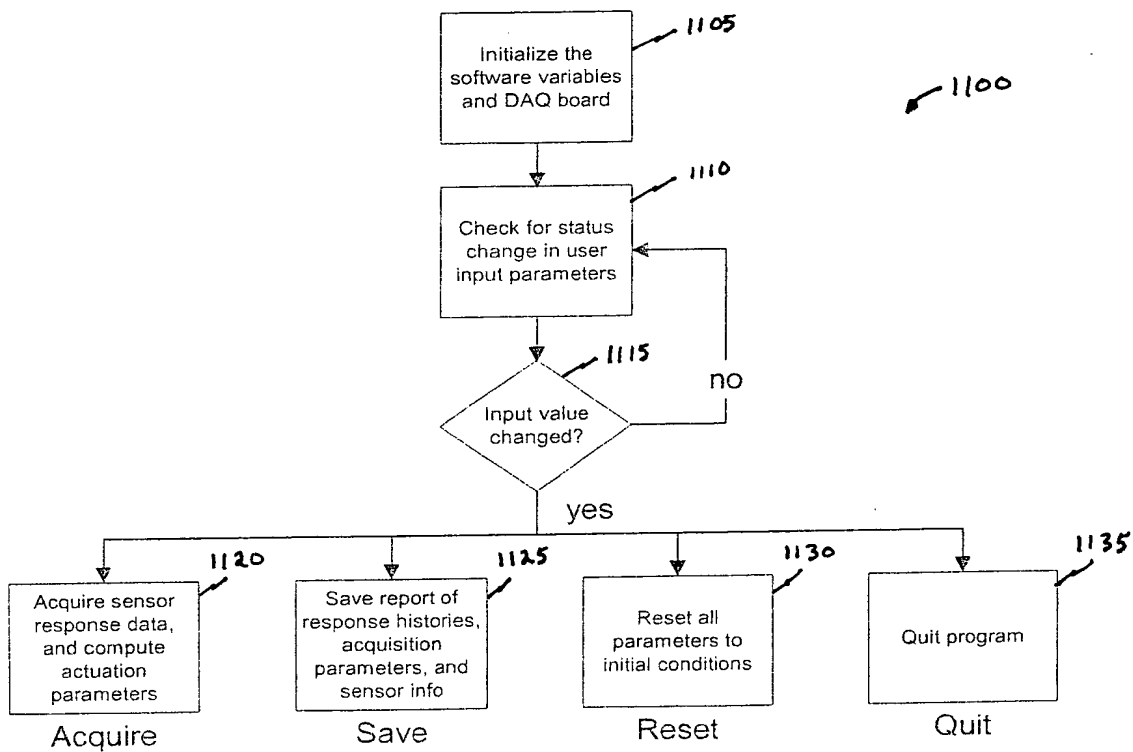 1105
Initialize the
software variables
and DAQ board
1100
1110
Check for status
change in user
input parameters
1115
no
Input value
changed?
yes
1120
1125
1130
1135
Acquire sensor
response data,
and compute
actuation
parameters
Save report of
response histories,
acquisition
parameters, and
sensor info
Reset all
parameters to
initial conditions
Quit program
Acquire
Save
Reset
Quit